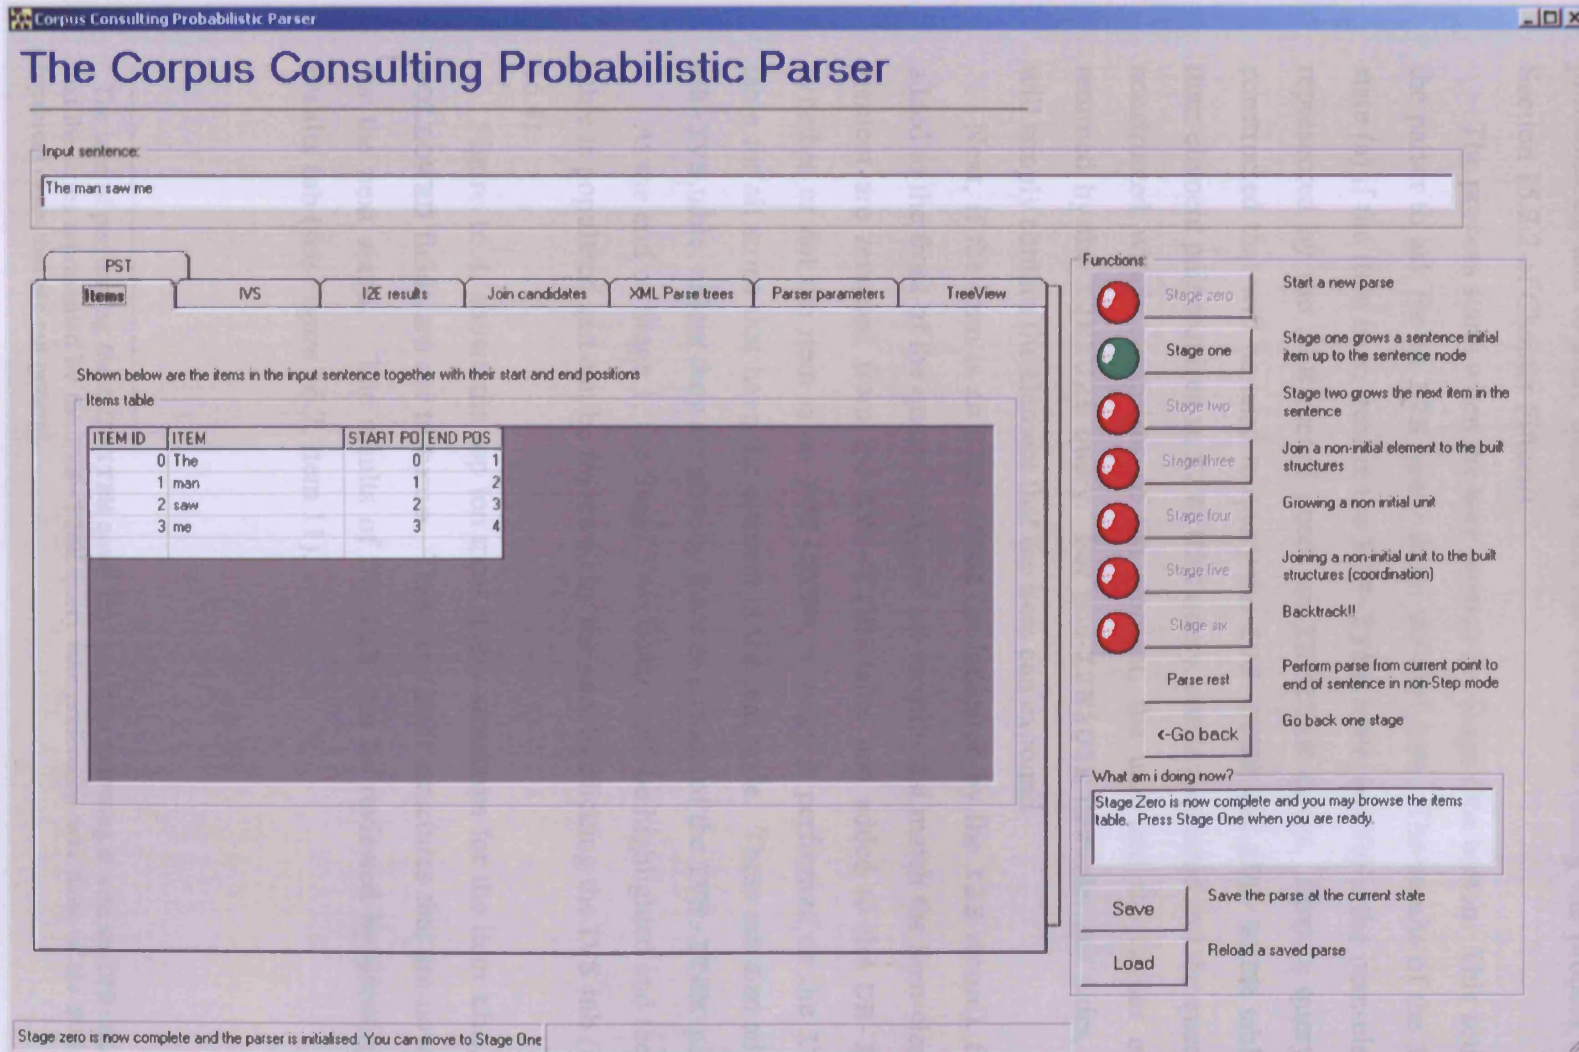 Corpus Consulting Probabilistic Parser
The Corpus Consulting Probabilistic Parser
Input sentence:
The man saw me
PST
Items
IVS
I2E results
Join candidates
XML Parse trees
Parser parameters
TreeView
Shown below are the items in the input sentence together with their start and end positions
Items table
ITEM ID ITEM START PO END POS
0 The 0 1
1 man 1 2
2 saw 2 3
3 me 3 4
Functions:
Stage zero
Start a new parse
Stage one
Stage one grows a sentence initial
item up to the sentence node
Stage two
Stage two grows the next item in the
sentence
Stage three
Join a non-initial element to the built
structures
Stage four
Growing a non initial unit
Stage five
Joining a non-initial unit to the built
structures (coordination)
Stage six
Backtrack!!
Parse rest
Perform parse from current point to
end of sentence in non-Step mode
<-Go back
Go back one stage
What am i doing now?
Stage Zero is now complete and you may browse the items
table. Press Stage One when you are ready.
Save
Save the parse at the current state
Load
Reload a saved parse
Stage zero is now complete and the parser is initialised. You can move to Stage One